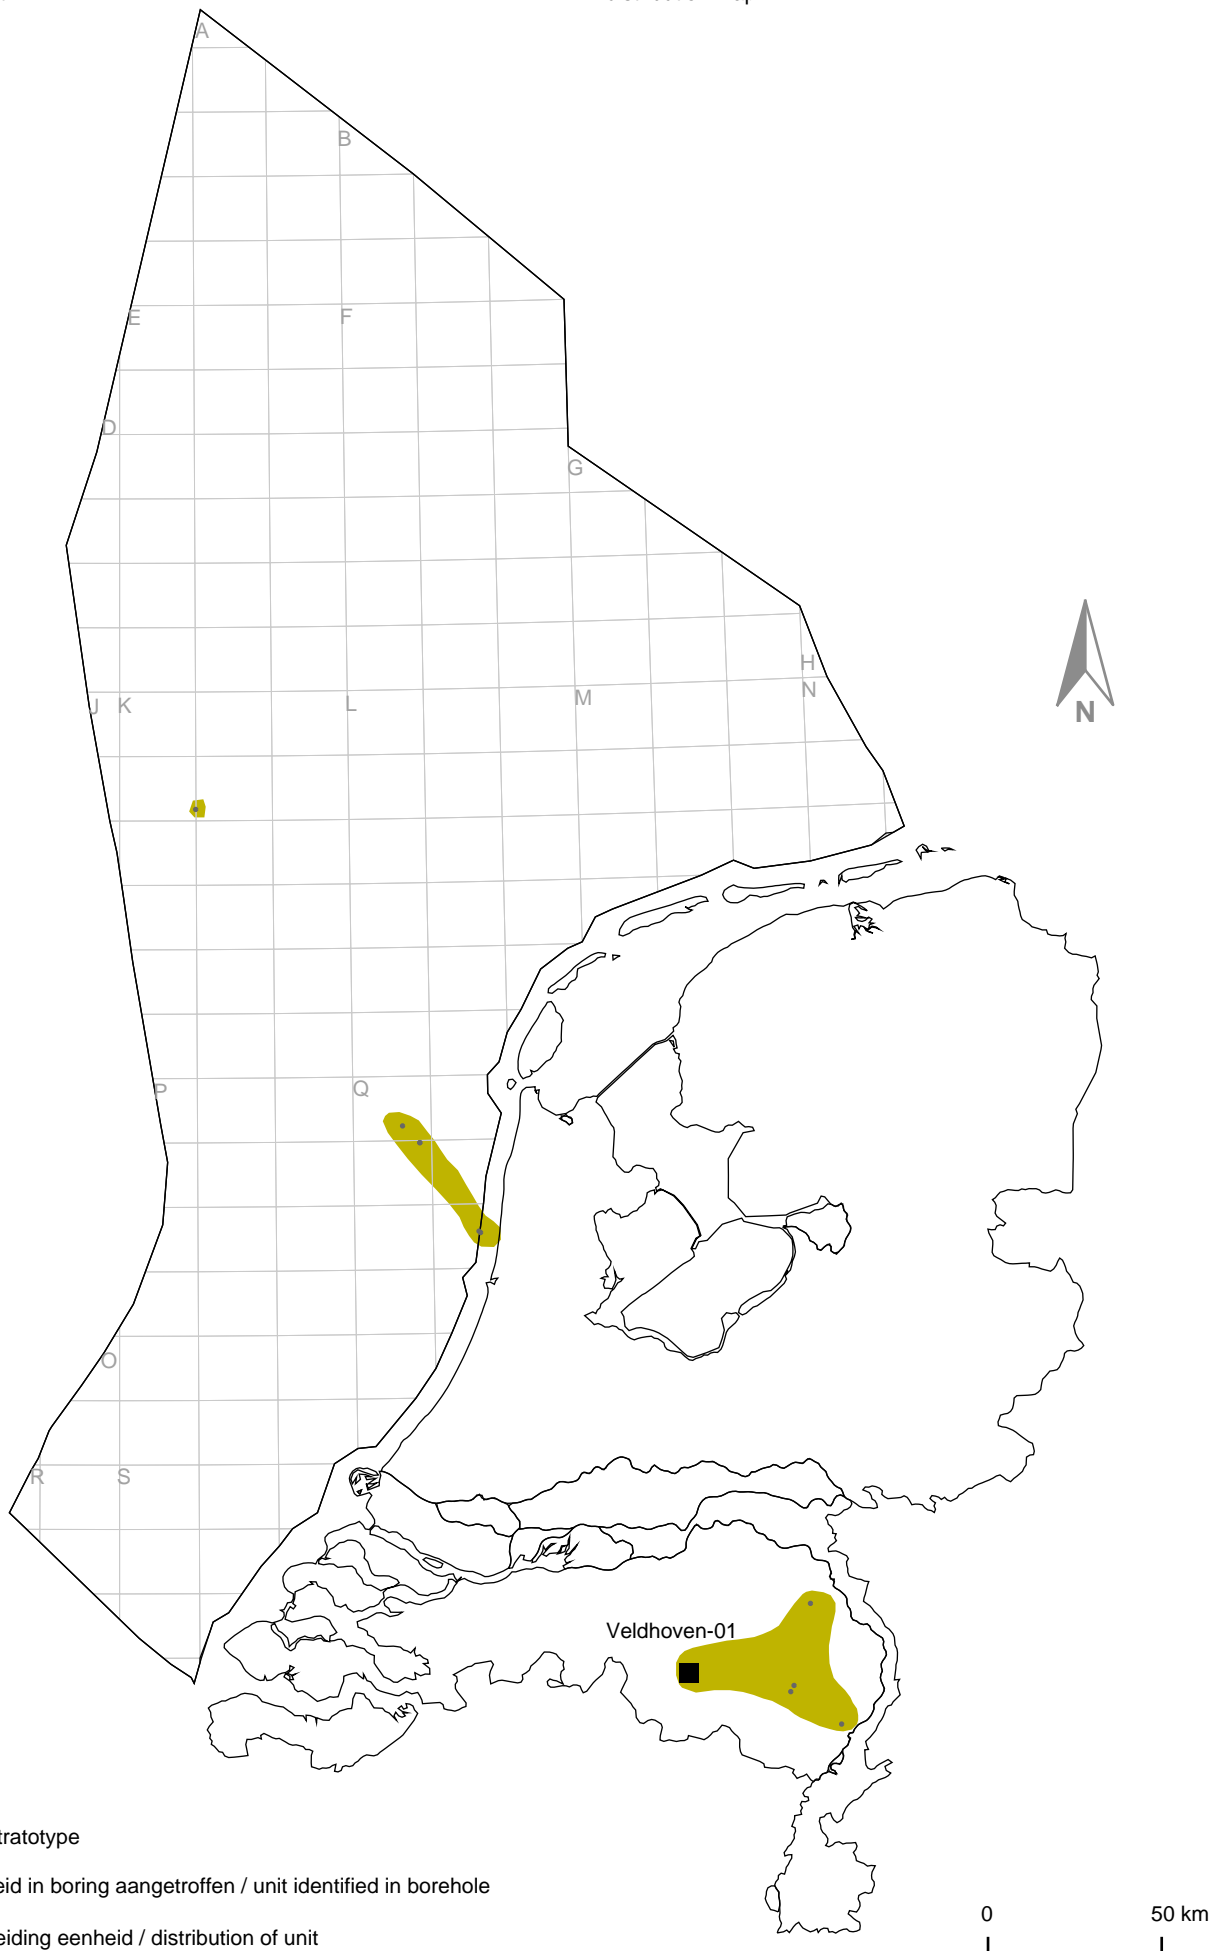 A
B
E
F
D
G
H
N
J K
L
M
N
P
Q
O
R
S
Veldhoven-01
tratotype
eid in boring aangetroffen / unit identified in borehole
eiding eenheid / distribution of unit
0
50 km